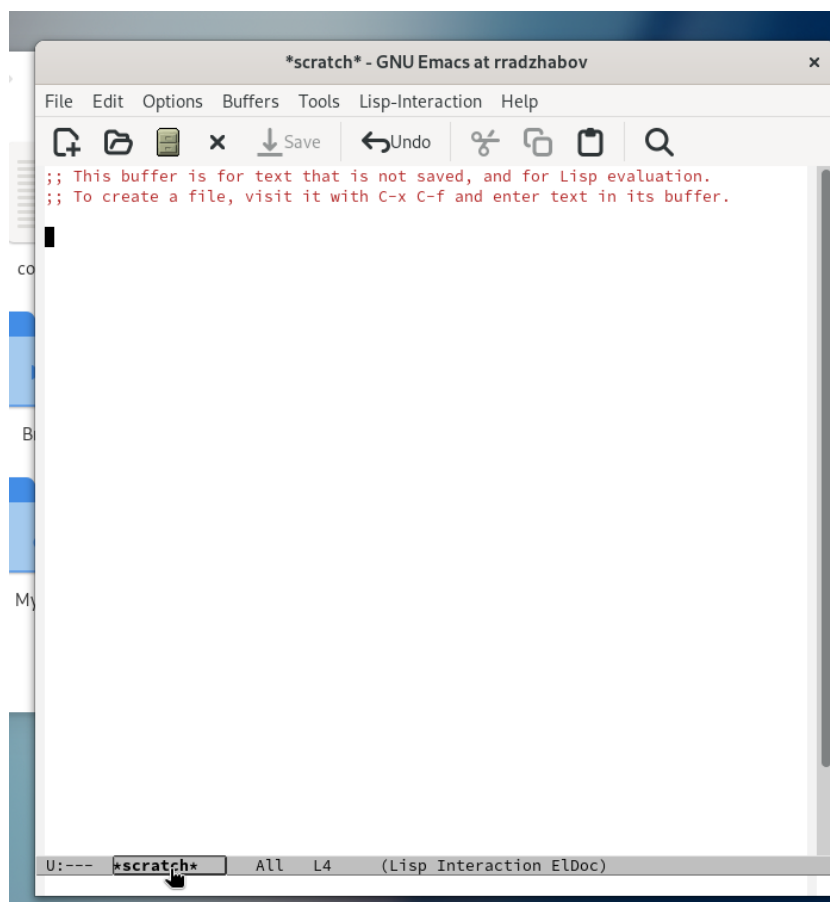 *scratch* - GNU Emacs at rradzhabov ×
File Edit Options Buffers Tools Lisp-Interaction Help
Save Undo
;; This buffer is for text that is not saved, and for Lisp evaluation.
;; To create a file, visit it with C-x C-f and enter text in its buffer.
co
B
My
U:--- *scratch* All L4 (Lisp Interaction ElDoc)